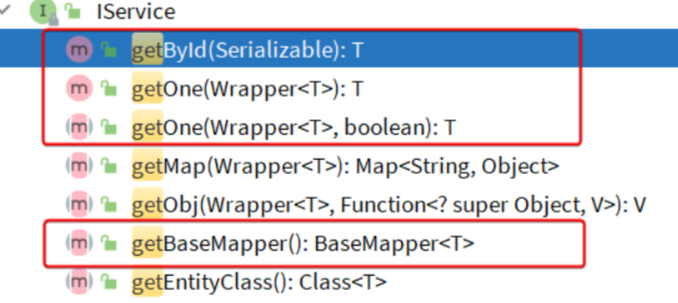 IService
getById(Serializable): T
getOne(Wrapper<T>): T
getOne(Wrapper<T>, boolean): T
getMap(Wrapper<T>): Map<String, Object>
getObj(Wrapper<T>, Function<? super Object, V>): V
getBaseMapper(): BaseMapper<T>
getEntityClass(): Class<T>